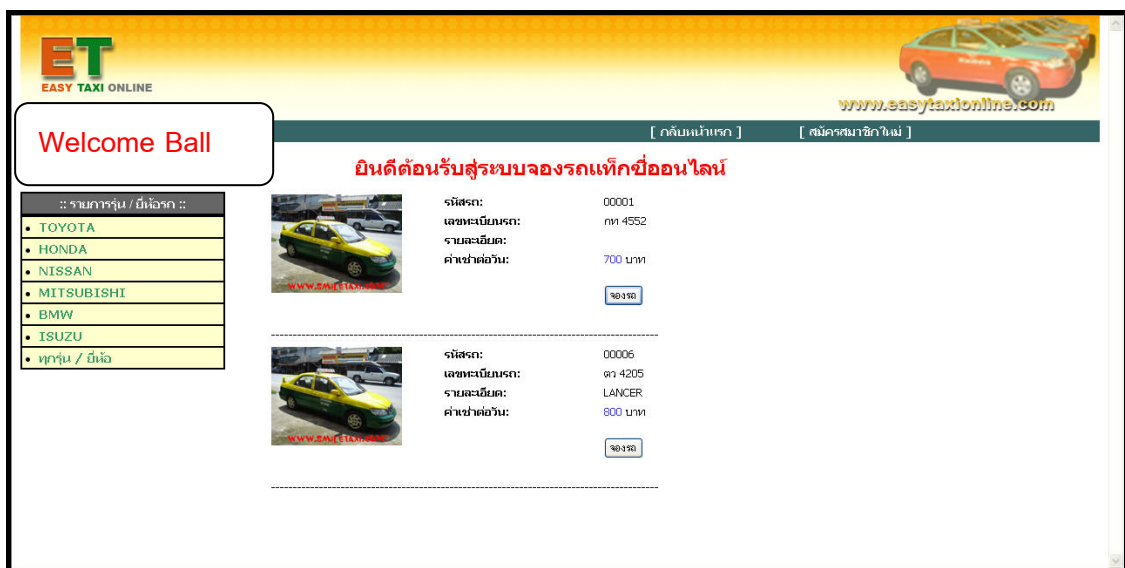 ET
EASY TAXI ONLINE
www.easytaxionline.com
Welcome Ball
[ กลับหน้าแรก ] [ สมัครสมาชิกใหม่ ]
ยินดีต้อนรับสู่ระบบจองรถแท็กขี่ออนไลน์
:: รายการรุ่น / ยี่ห้อรถ ::
• TOYOTA
• HONDA
• NISSAN
• MITSUBISHI
• BMW
• ISUZU
• ทุกรุ่น / ยี่ห้อ
รหัสรถ: 00001
เลขทะเบียนรถ: กท 4552
รายละเอียด:
ค่าเช่าต่อวัน: 700 บาท
WWW.SMILETAXI.COM
จองรถ
รหัสรถ: 00006
เลขทะเบียนรถ: ตว 4205
รายละเอียด: LANCER
ค่าเช่าต่อวัน: 800 บาท
WWW.SMILETAXI.COM
จองรถ